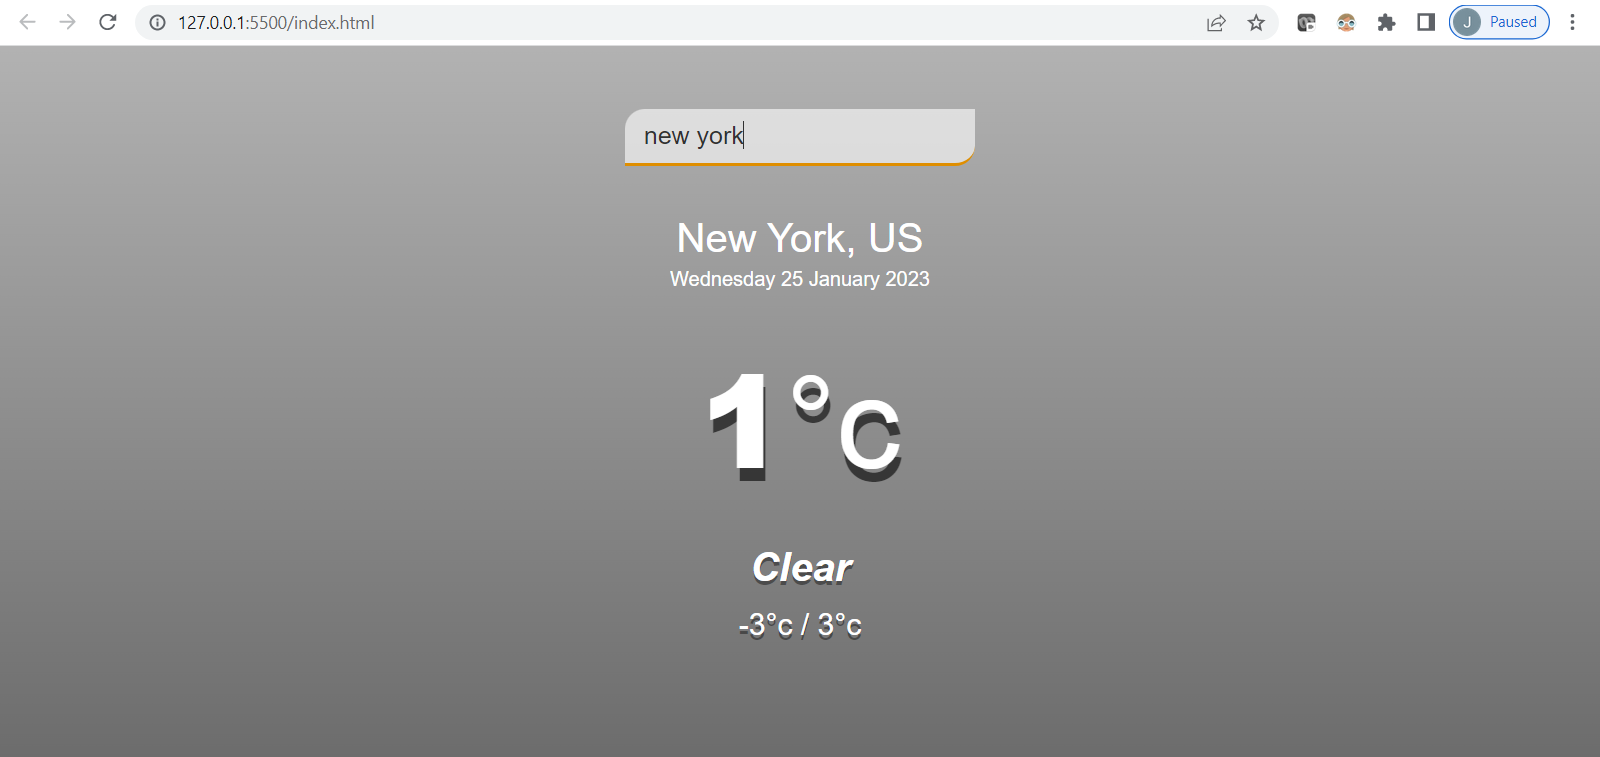 127.0.0.1:5500/index.html
J Paused
new york
New York, US
Wednesday 25 January 2023
1°c
Clear
-3°c / 3°c